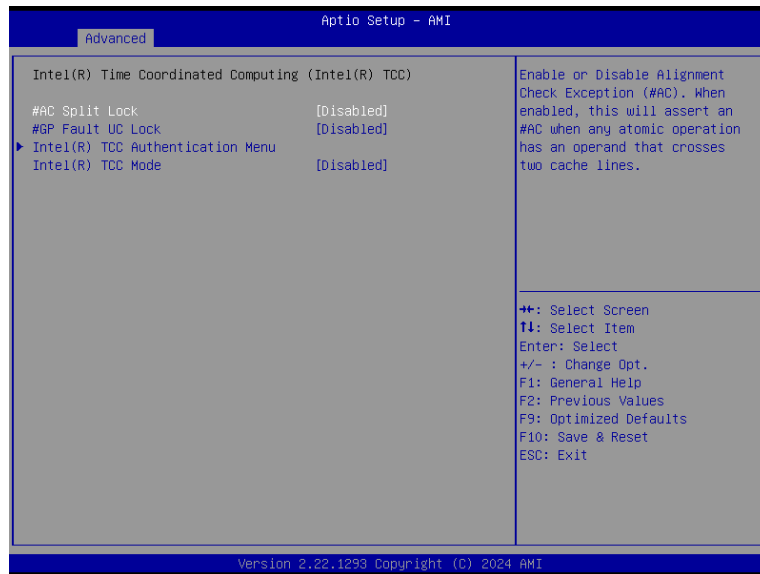 Aptio Setup – AMI
Advanced
Intel(R) Time Coordinated Computing (Intel(R) TCC)
#AC Split Lock [Disabled]
#GP Fault UC Lock [Disabled]
Intel(R) TCC Authentication Menu
Intel(R) TCC Mode [Disabled]
Enable or Disable Alignment
Check Exception (#AC). When
enabled, this will assert an
#AC when any atomic operation
has an operand that crosses
two cache lines.
→←: Select Screen
↑↓: Select Item
Enter: Select
+/- : Change Opt.
F1: General Help
F2: Previous Values
F9: Optimized Defaults
F10: Save & Reset
ESC: Exit
Version 2.22.1293 Copyright (C) 2024 AMI